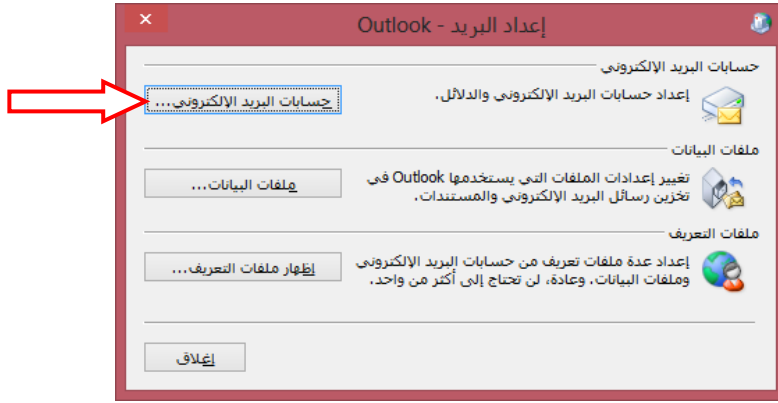 إعداد البريد - Outlook
حسابات البريد الإلكتروني
إعداد حسابات البريد الإلكتروني والدلائل.
حسابات البريد الإلكتروني...
ملفات البيانات
تغيير إعدادات الملفات التي يستخدمها Outlook في
تخزين رسائل البريد الإلكتروني والمستندات.
ملفات البيانات...
ملفات التعريف
إعداد عدة ملفات تعريف من حسابات البريد الإلكتروني
وملفات البيانات. وعادة، لن تحتاج إلى أكثر من واحد.
إظهار ملفات التعريف...
إغلاق